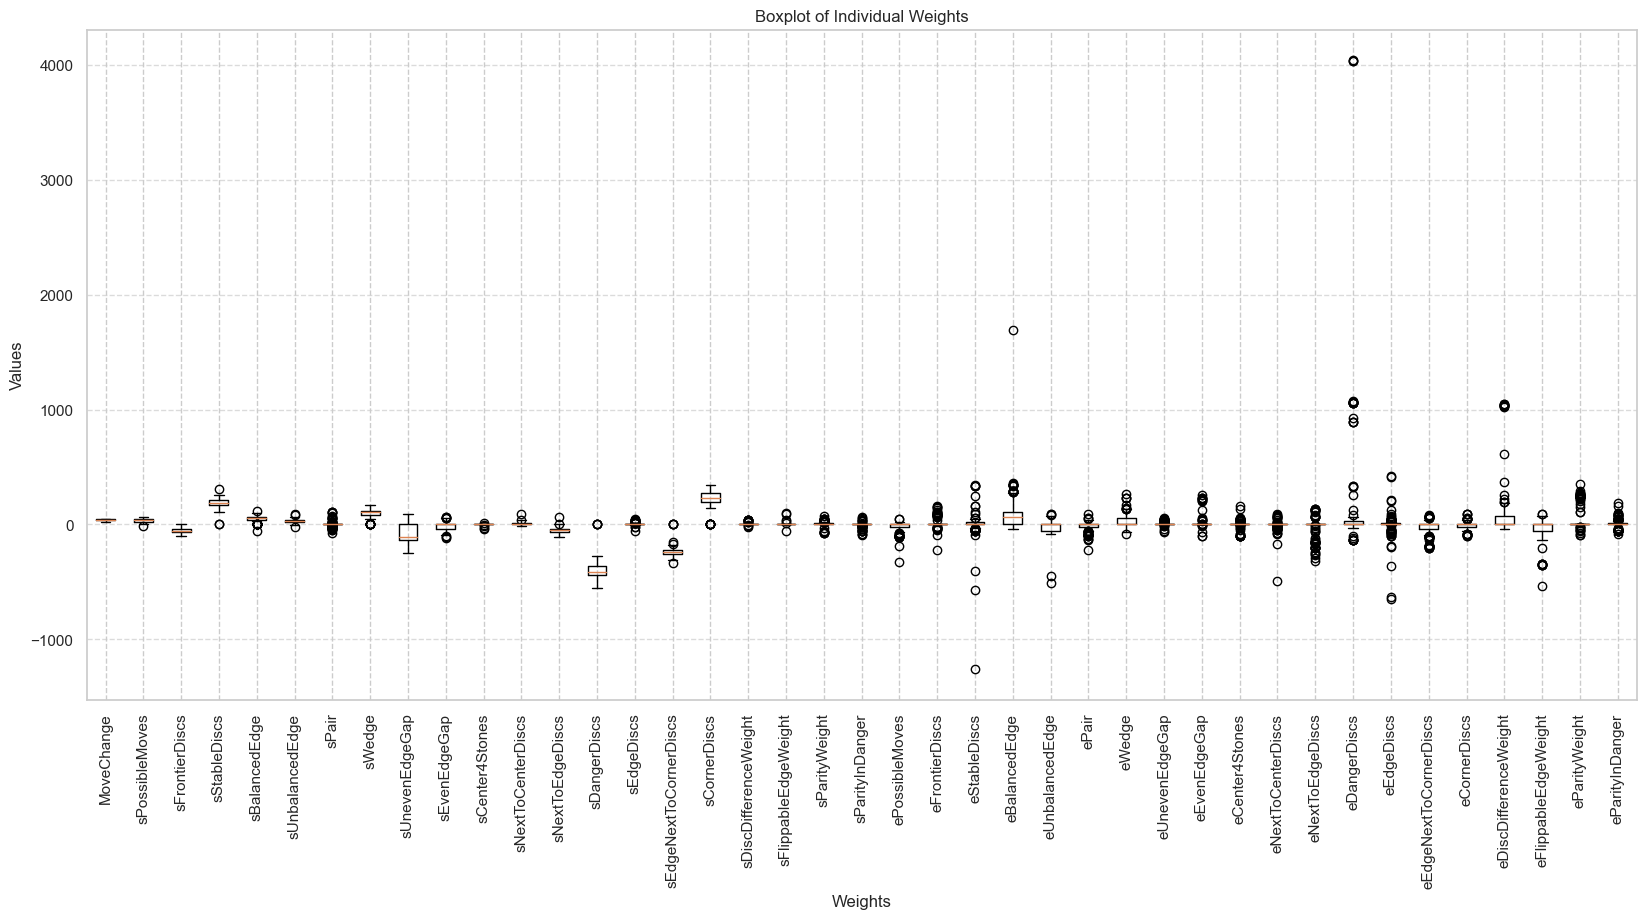 Boxplot of Individual Weights
4000
3000
2000
1000
0
−1000
Values
MoveChange
sPossibleMoves
sFrontierDiscs
sStableDiscs
sBalancedEdge
sUnbalancedEdge
sPair
sWedge
sUnevenEdgeGap
sEvenEdgeGap
sCenter4Stones
sNextToCenterDiscs
sNextToEdgeDiscs
sDangerDiscs
sEdgeDiscs
sEdgeNextToCornerDiscs
sCornerDiscs
sDiscDifferenceWeight
sFlippableEdgeWeight
sParityWeight
sParityInDanger
ePossibleMoves
eFrontierDiscs
eStableDiscs
eBalancedEdge
eUnbalancedEdge
ePair
eWedge
eUnevenEdgeGap
eEvenEdgeGap
eCenter4Stones
eNextToCenterDiscs
eNextToEdgeDiscs
eDangerDiscs
eEdgeDiscs
eEdgeNextToCornerDiscs
eCornerDiscs
eDiscDifferenceWeight
eFlippableEdgeWeight
eParityWeight
eParityInDanger
Weights